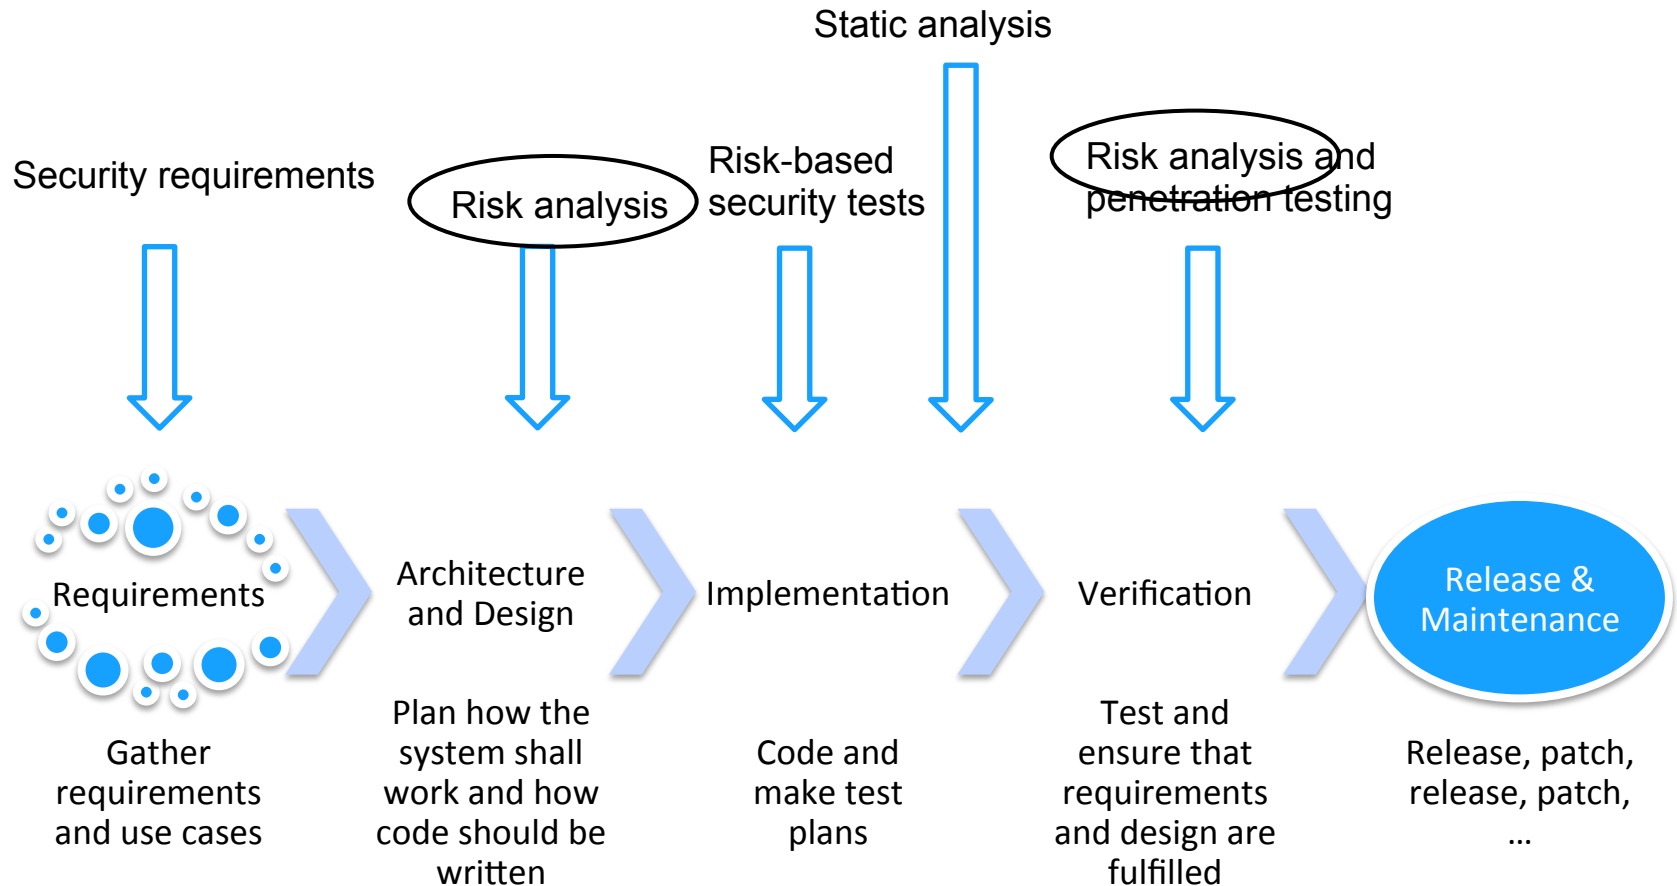 Static analysis
Security requirements
Risk analysis
Risk-based
security tests
Risk analysis and
penetration testing
Requirements
Architecture
and Design
Implementation
Verification
Release &
Maintenance
Gather
requirements
and use cases
Plan how the
system shall
work and how
code should be
written
Code and
make test
plans
Test and
ensure that
requirements
and design are
fulfilled
Release, patch,
release, patch,
...